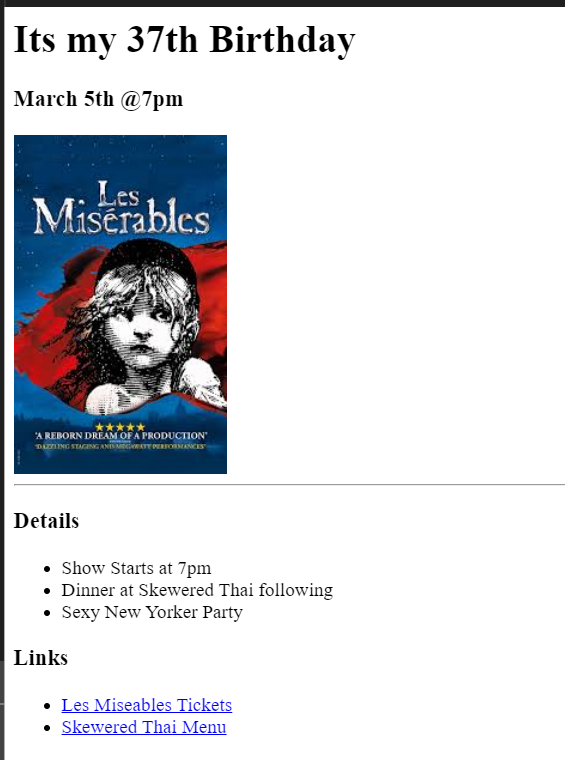 Its my 37th Birthday
March 5th @7pm
Les
Misérables
★★★★★
'A REBORN DREAM OF A PRODUCTION'
'DAZZLING STAGING AND MEGAWATT PERFORMANCES'
Details
Show Starts at 7pm
Dinner at Skewered Thai following
Sexy New Yorker Party
Links
Les Miseables Tickets
Skewered Thai Menu